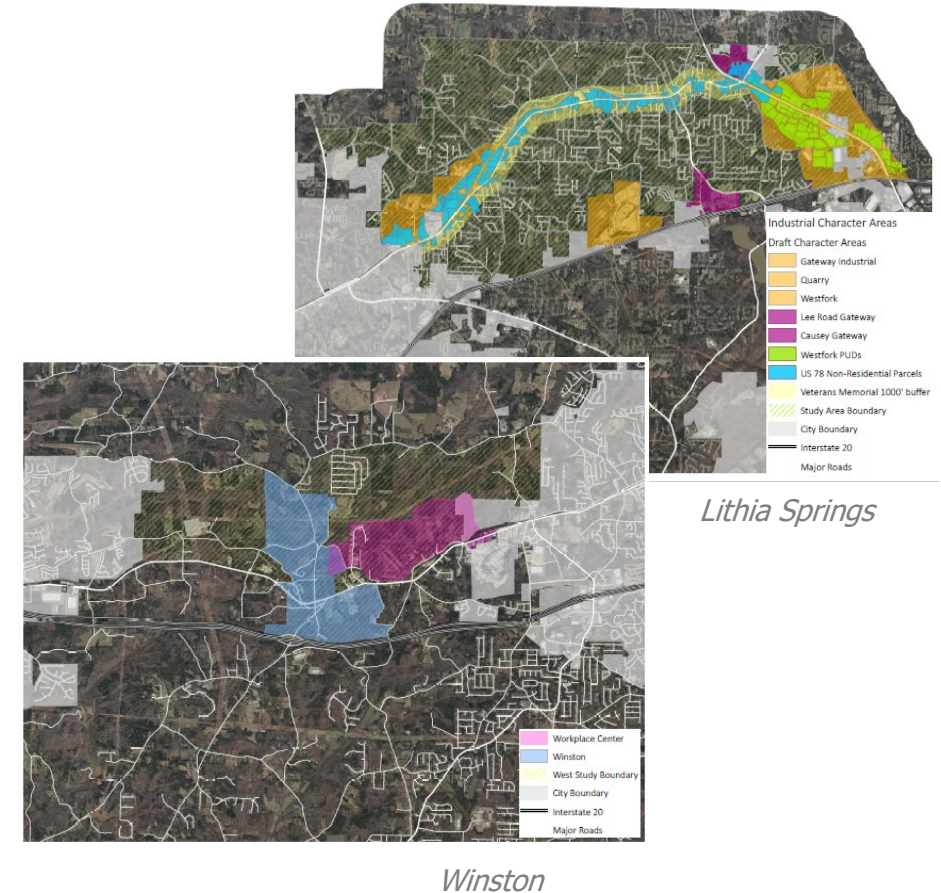 Industrial Character Areas
Draft Character Areas
Gateway Industrial
Quarry
Westfork
Lee Road Gateway
Causey Gateway
Westfork PUDs
US 78 Non-Residential Parcels
Veterans Memorial 1000' buffer
Study Area Boundary
City Boundary
Interstate 20
Major Roads
Lithia Springs
Workplace Center
Winston
West Study Boundary
City Boundary
Interstate 20
Major Roads
Winston